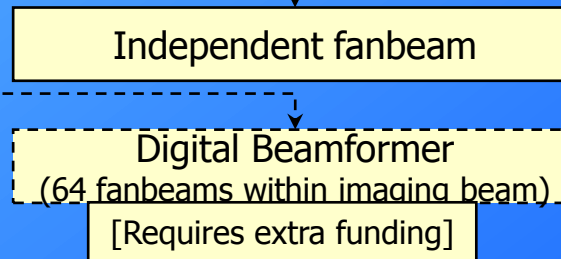 Independent fanbeam
Digital Beamformer
(64 fanbeams within imaging beam)
[Requires extra funding]